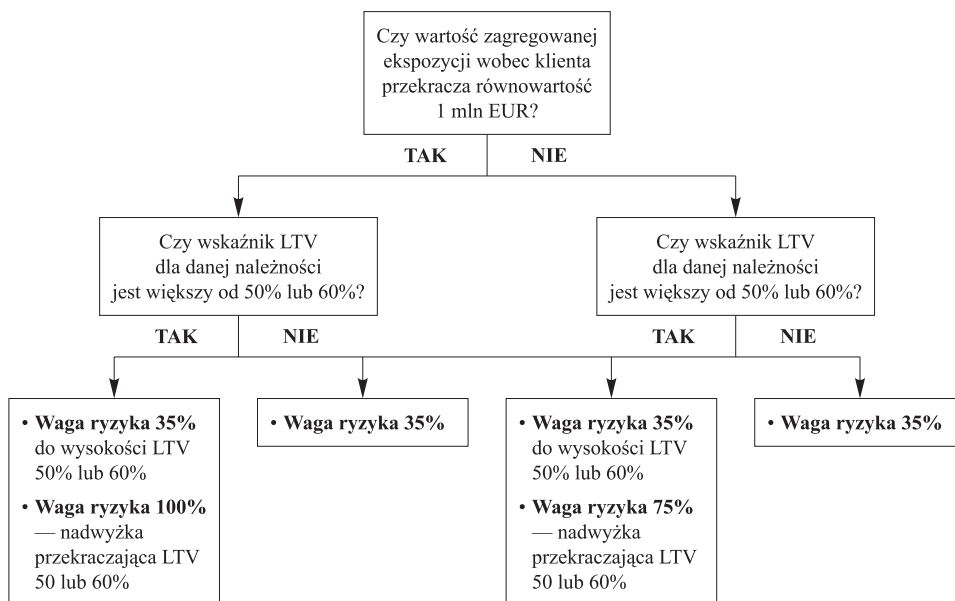 Czy wartość zagregowanej
ekspozycji wobec klienta
przekracza równowartość
1 mln EUR?
TAK NIE
Czy wskaźnik LTV
dla danej należności
jest większy od 50% lub 60%?
Czy wskaźnik LTV
dla danej należności
jest większy od 50% lub 60%?
TAK NIE
TAK NIE
• Waga ryzyka 35%
do wysokości LTV
50% lub 60%
• Waga ryzyka 100%
— nadwyżka
przekraczająca LTV
50 lub 60%
• Waga ryzyka 35%
• Waga ryzyka 35%
do wysokości LTV
50% lub 60%
• Waga ryzyka 75%
— nadwyżka
przekraczająca LTV
50 lub 60%
• Waga ryzyka 35%